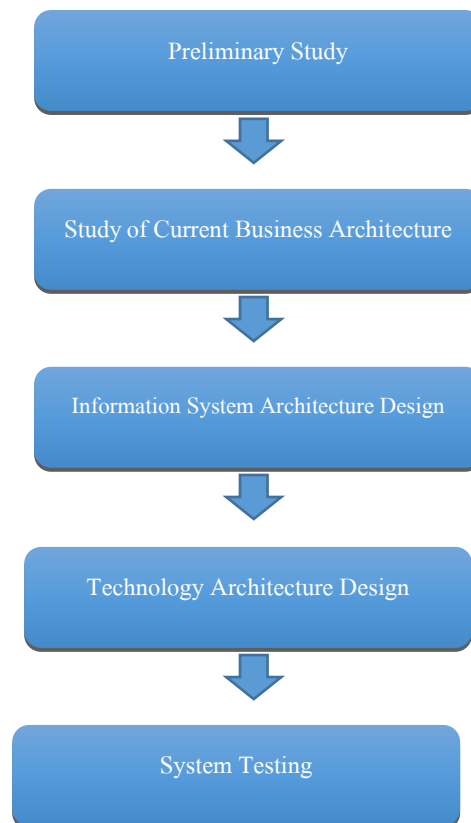 Preliminary Study
Study of Current Business Architecture
Information System Architecture Design
Technology Architecture Design
System Testing